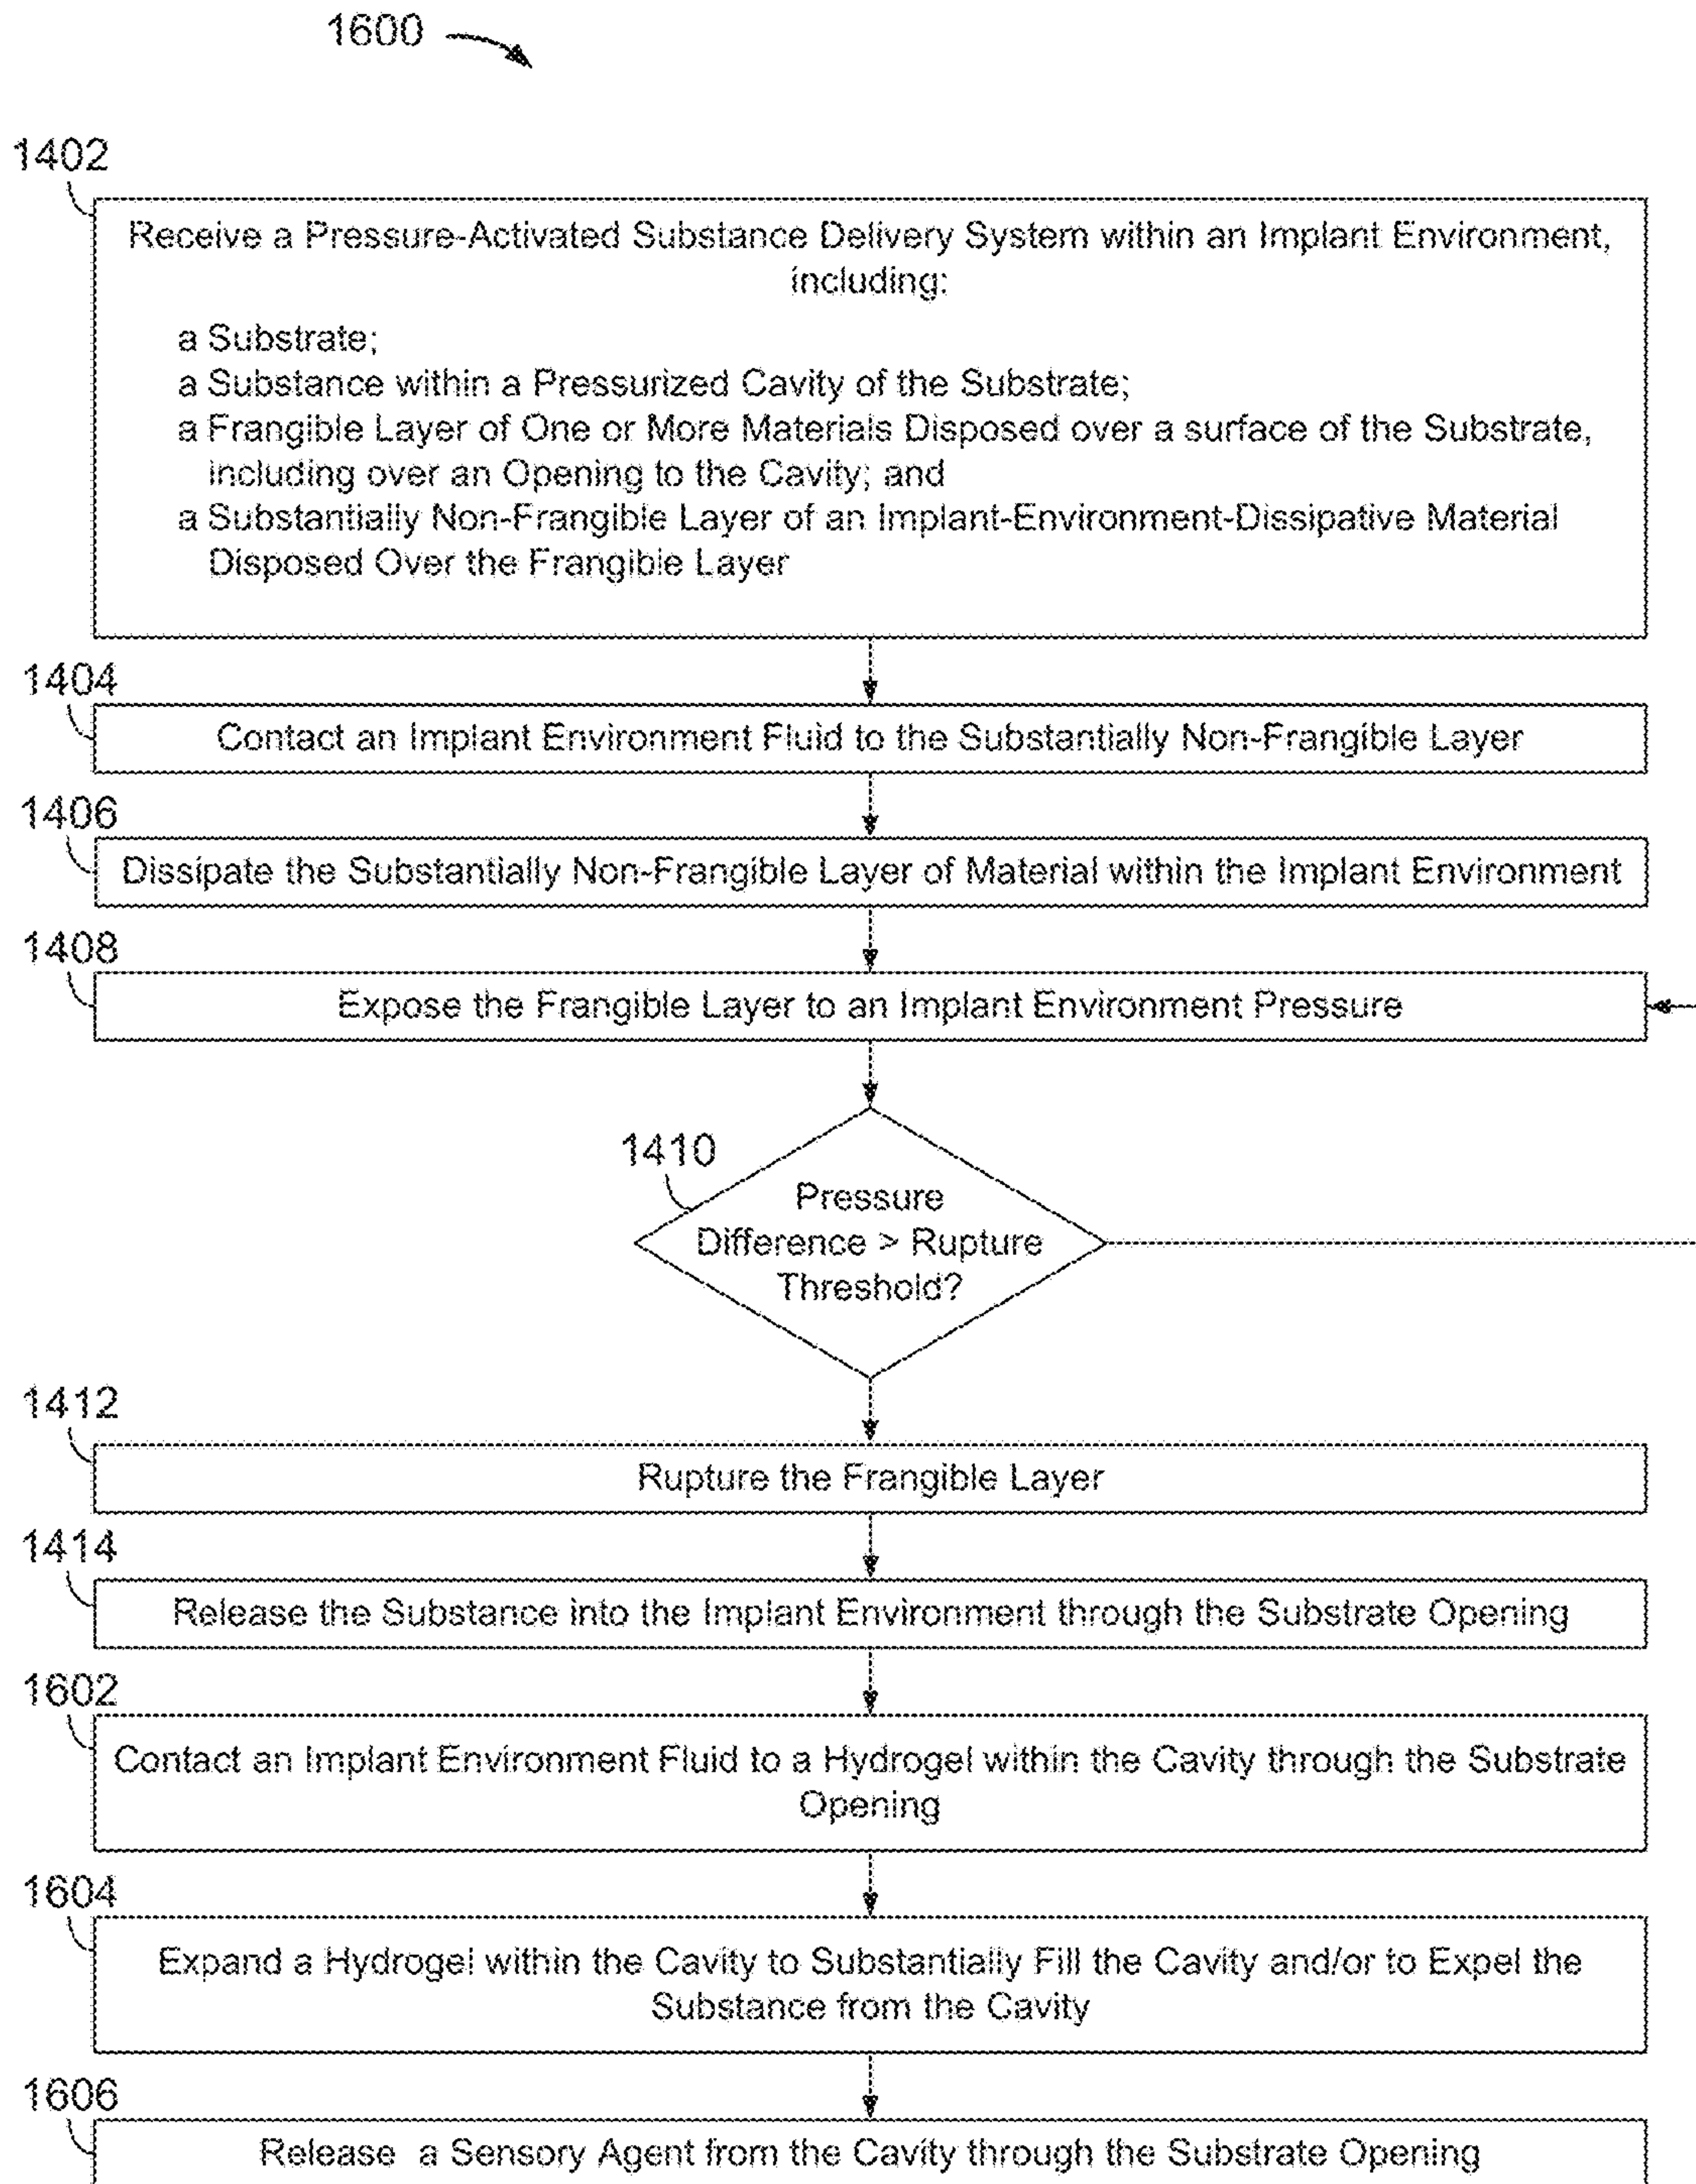 1600
1402
Receive a Pressure-Activated Substance Delivery System within an Implant Environment,
including:
a Substrate;
a Substance within a Pressurized Cavity of the Substrate;
a Frangible Layer of One or More Materials Disposed over a surface of the Substrate,
including over an Opening to the Cavity; and
a Substantially Non-Frangible Layer of an Implant-Environment-Dissipative Material
Disposed Over the Frangible Layer
1404
Contact an Implant Environment Fluid to the Substantially Non-Frangible Layer
1406
Dissipate the Substantially Non-Frangible Layer of Material within the Implant Environment
1408
Expose the Frangible Layer to an Implant Environment Pressure
1410
Pressure
Difference > Rupture
Threshold?
1412
Rupture the Frangible Layer
1414
Release the Substance into the Implant Environment through the Substrate Opening
1602
Contact an Implant Environment Fluid to a Hydrogel within the Cavity through the Substrate
Opening
1604
Expand a Hydrogel within the Cavity to Substantially Fill the Cavity and/or to Expel the
Substance from the Cavity
1606
Release a Sensory Agent from the Cavity through the Substrate Opening